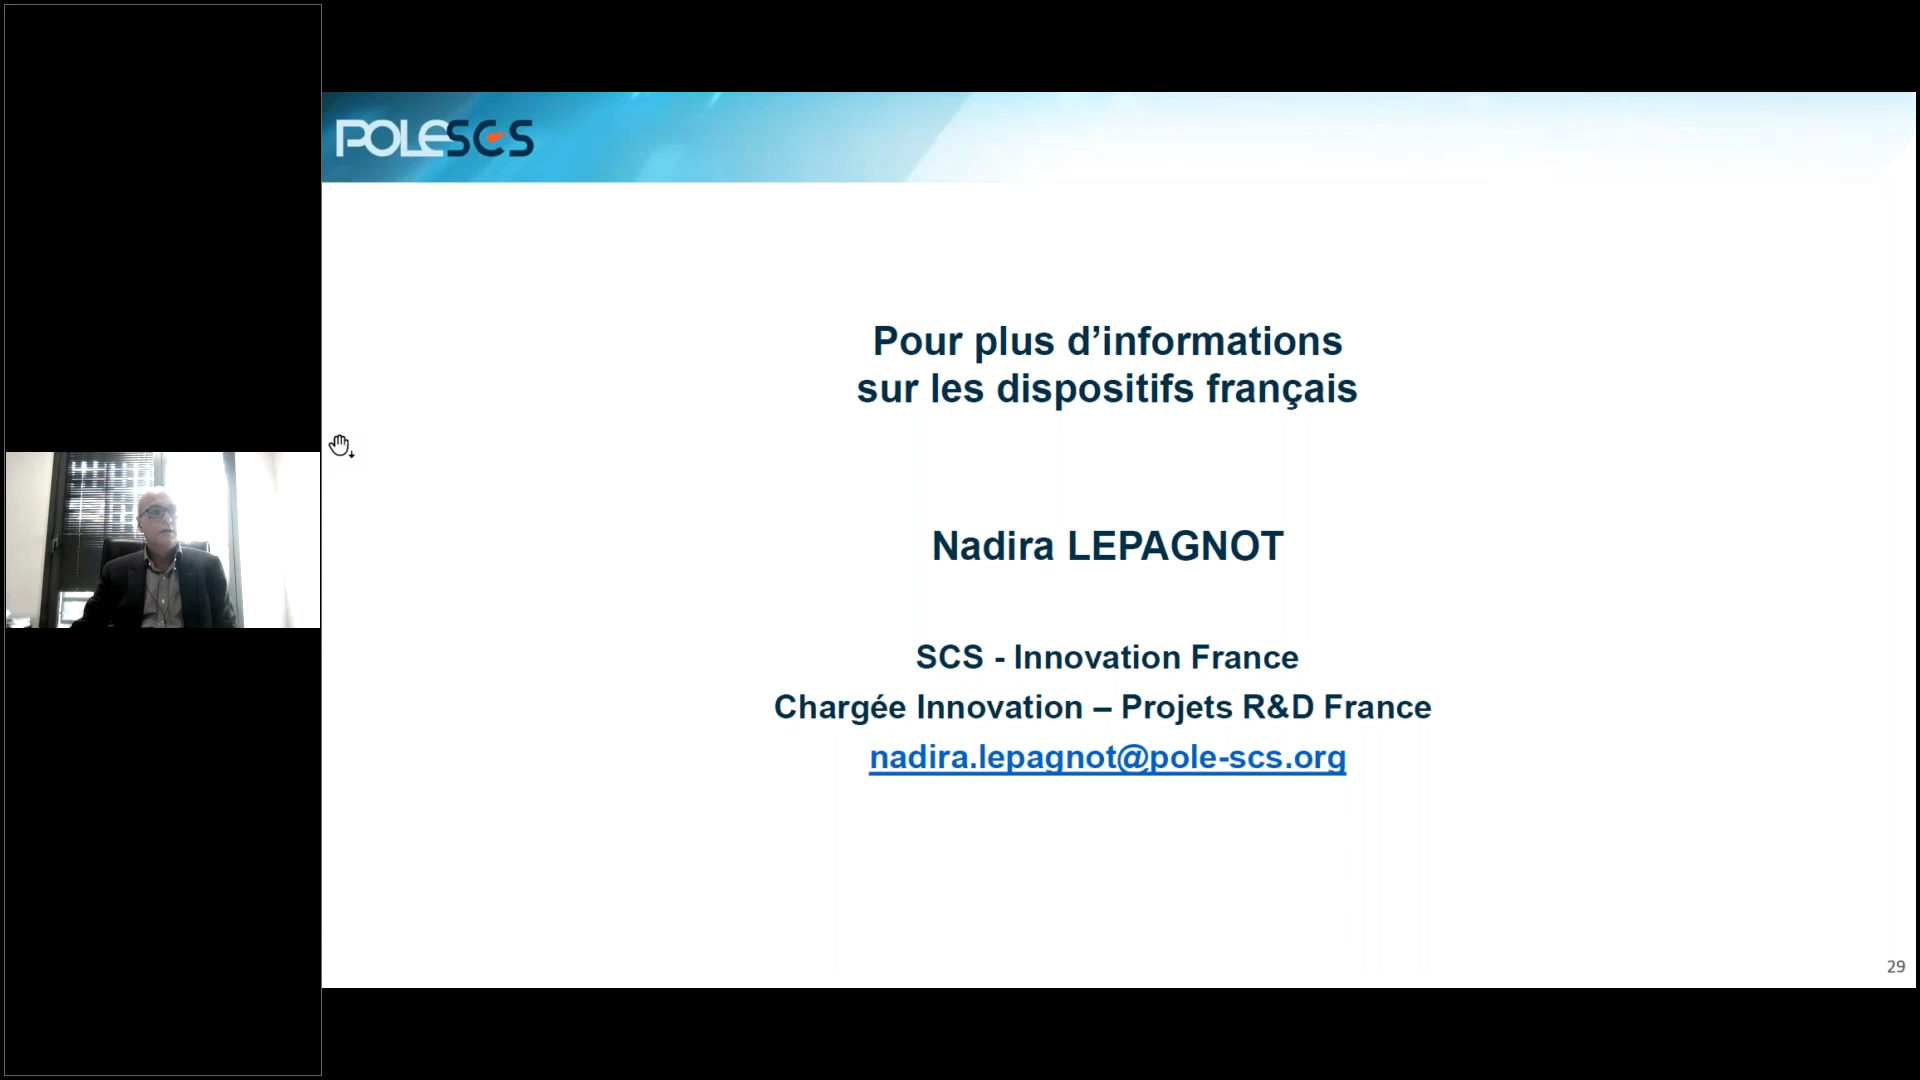 POLESCS
Pour plus d’informations
sur les dispositifs français
Nadira LEPAGNOT
SCS - Innovation France
Chargée Innovation – Projets R&D France
nadira.lepagnot@pole-scs.org
29